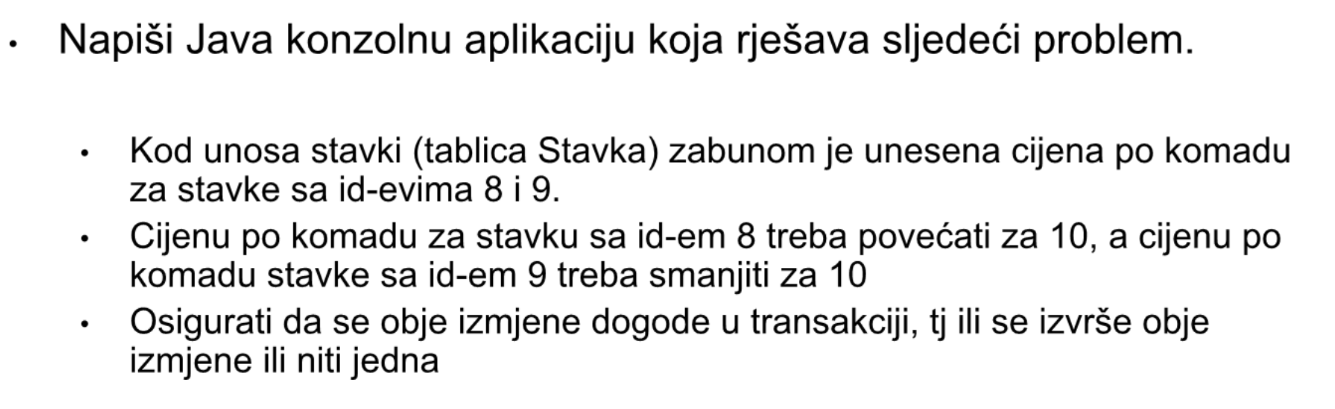 • Napiši Java konzolnu aplikaciju koja rješava sljedeći problem.
• Kod unosa stavki (tablica Stavka) zabunom je unesena cijena po komadu
za stavke sa id-evima 8 i 9.
• Cijenu po komadu za stavku sa id-em 8 treba povećati za 10, a cijenu po
komadu stavke sa id-em 9 treba smanjiti za 10
• Osigurati da se obje izmjene dogode u transakciji, tj ili se izvrše obje
izmjene ili niti jedna